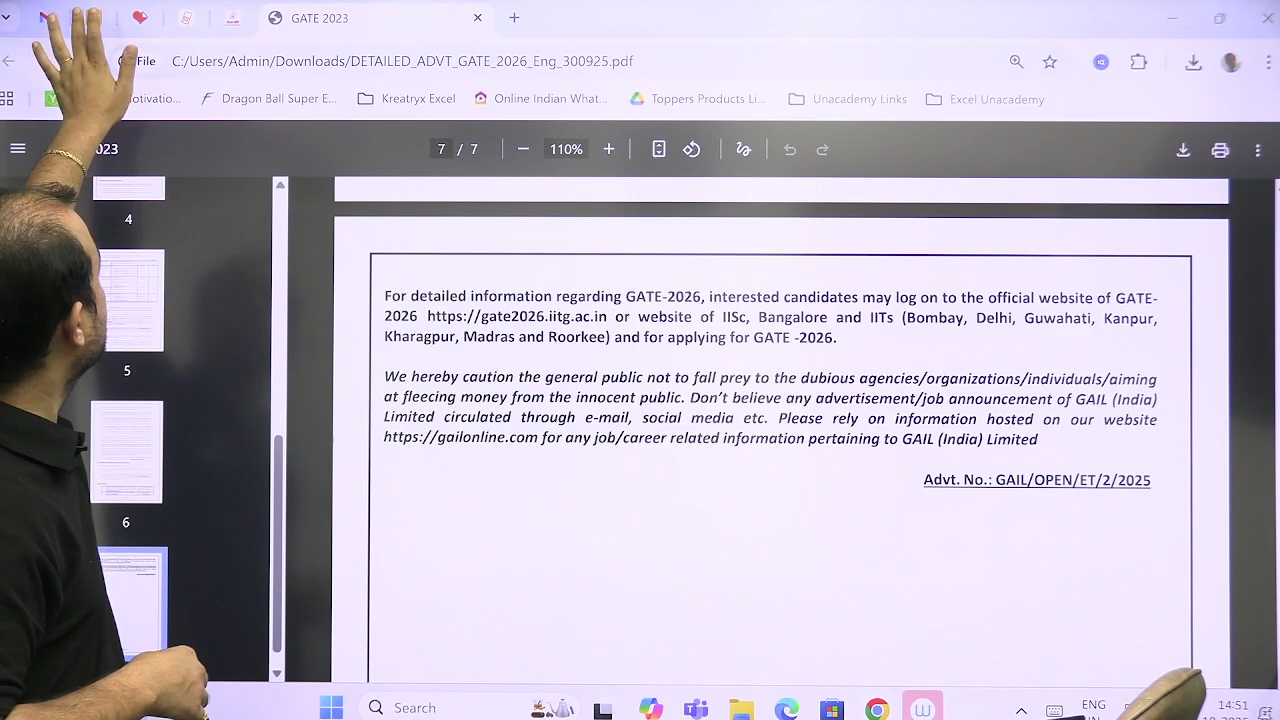 GATE 2023
File C:/Users/Admin/Downloads/DETAILED_ADVT_GATE_2026_Eng_300925.pdf
otivatio... Dragon Ball Super E... Kreatryx Excel Online Indian What... Toppers Products Li... Unacademy Links Excel Unacademy
023 7 / 7 110%
4
5
6
For detailed information regarding GATE-2026, interested candidates may log on to the official website of GATE-
2026 https://gate2026.iitg.ac.in or website of IISc, Bangalore and IITs (Bombay, Delhi, Guwahati, Kanpur,
Kharagpur, Madras and Roorkee) and for applying for GATE -2026.
We hereby caution the general public not to fall prey to the dubious agencies/organizations/individuals/aiming
at fleecing money from the innocent public. Don't believe any advertisement/job announcement of GAIL (India)
Limited circulated through e-mail, social media etc. Please rely on information hosted on our website
job/career related information pertaining to GAIL (India) Limited
Advt. No.: GAIL/OPEN/ET/2/2025
Search
ENG
14:51